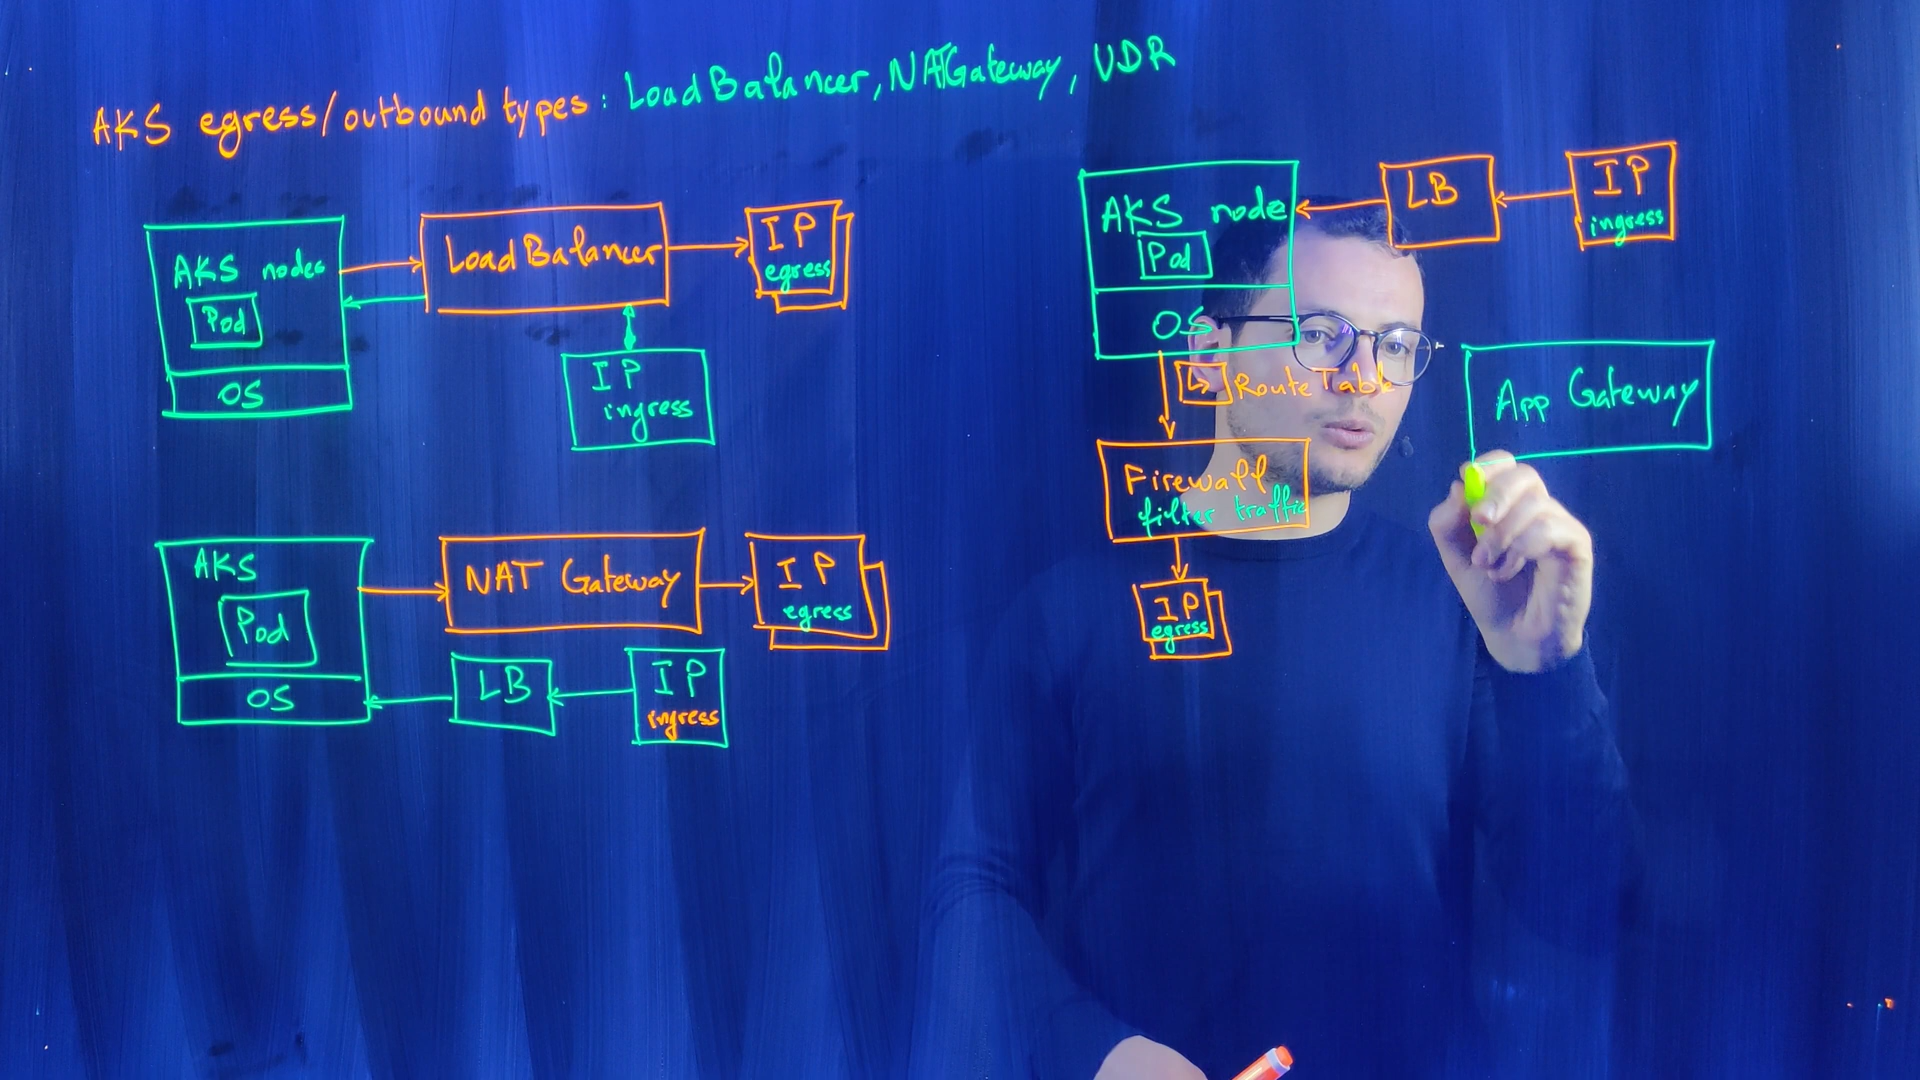 AKS egress/outbound types: LoadBalancer, NATGateway, UDR
AKS nodes
Pod
OS
LoadBalancer
IP
egress
IP
ingress
AKS
Pod
OS
NAT Gateway
IP
egress
LB
IP
ingress
AKS node
Pod
OS
LB
IP
ingress
Route Table
Firewall
filter traffic
IP
egress
App Gateway